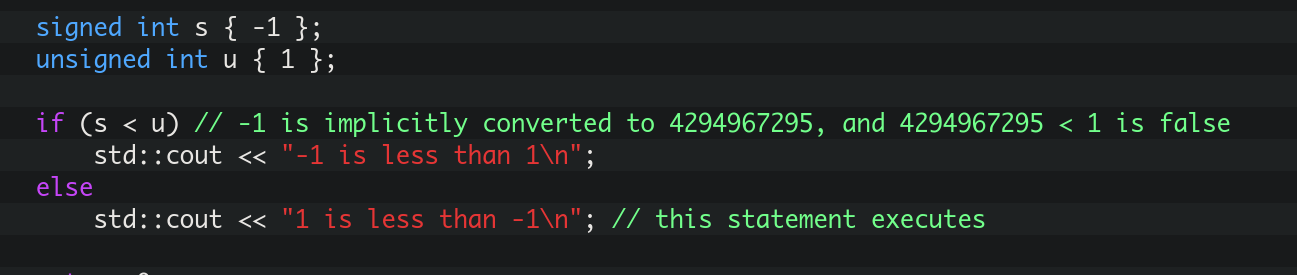 signed int s { -1 };
unsigned int u { 1 };
if (s < u) // -1 is implicitly converted to 4294967295, and 4294967295 < 1 is false
std::cout << "-1 is less than 1\n";
else
std::cout << "1 is less than -1\n"; // this statement executes